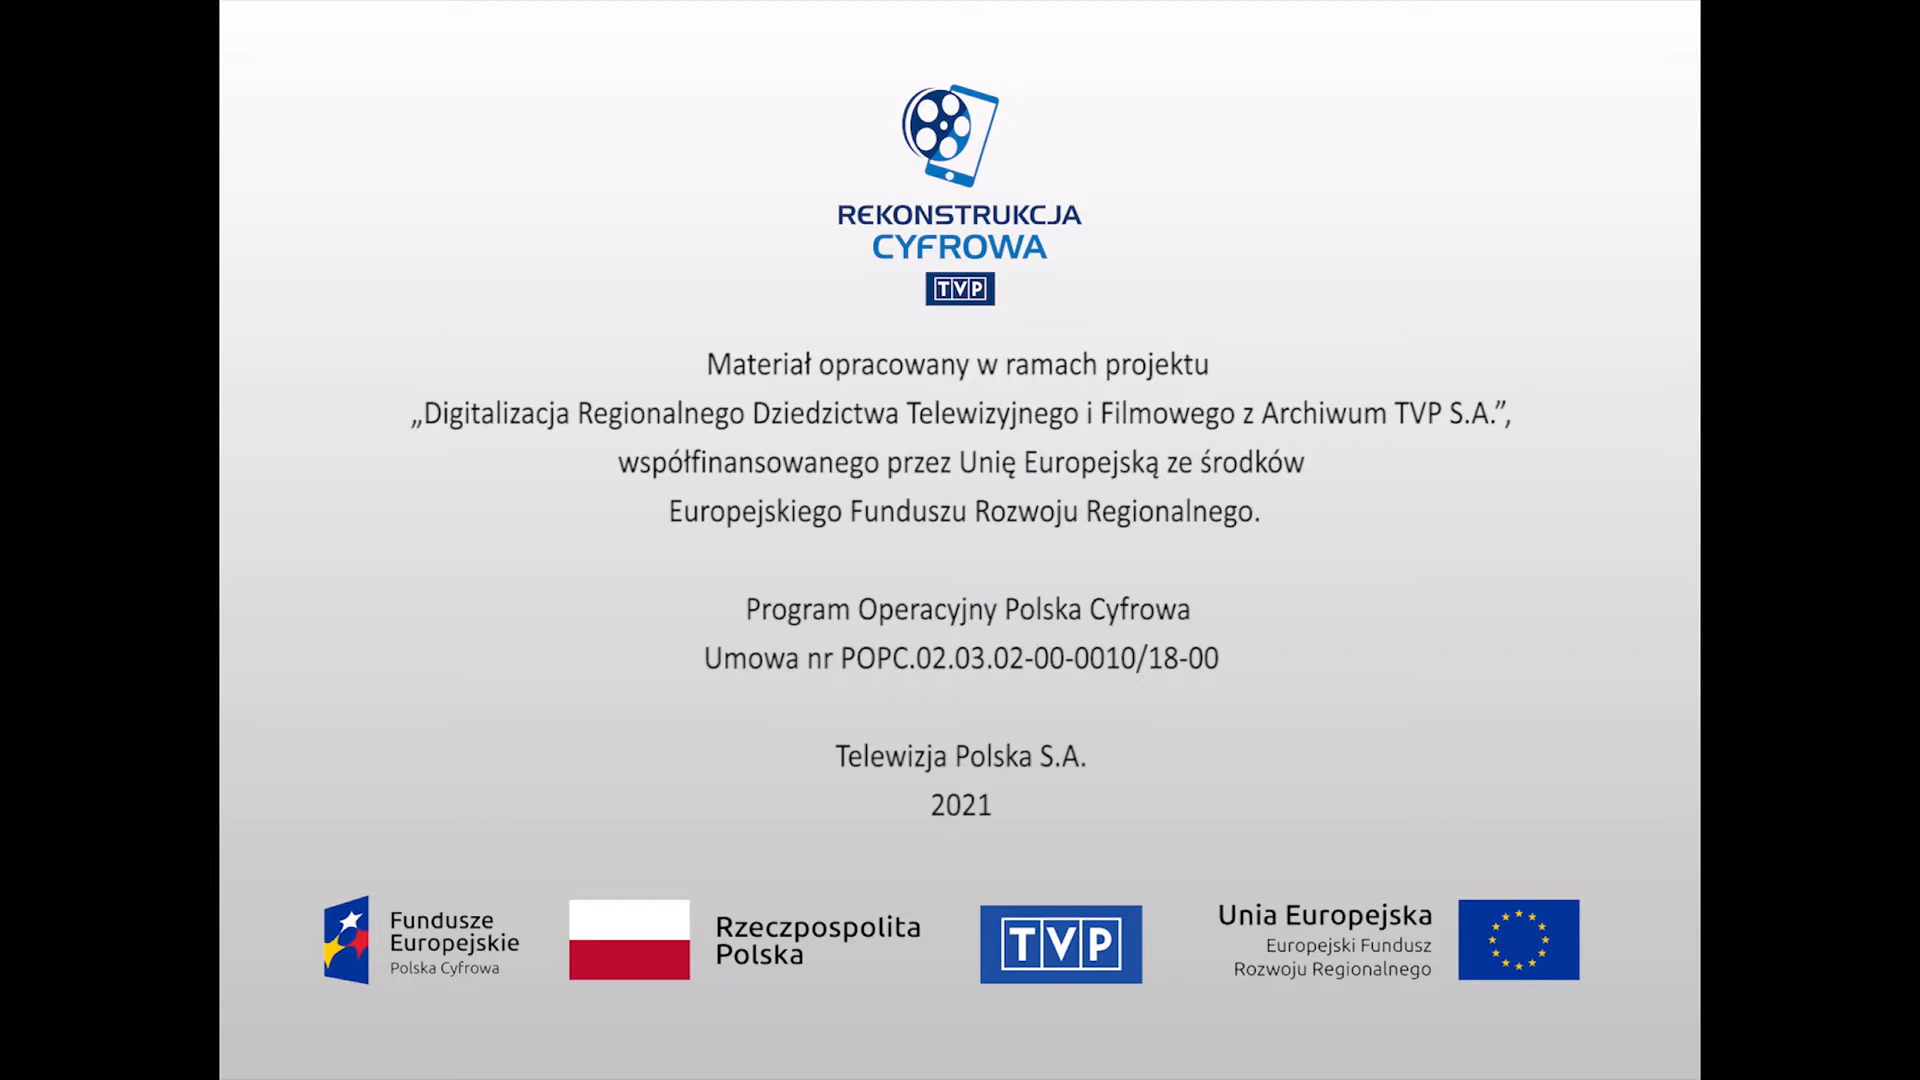 REKONSTRUKCJA
CYFROWA
TVP
Materiał opracowany w ramach projektu
„Digitalizacja Regionalnego Dziedzictwa Telewizyjnego i Filmowego z Archiwum TVP S.A.”,
współfinansowanego przez Unię Europejską ze środków
Europejskiego Funduszu Rozwoju Regionalnego.
Program Operacyjny Polska Cyfrowa
Umowa nr POPC.02.03.02-00-0010/18-00
Telewizja Polska S.A.
2021
Fundusze
Europejskie
Polska Cyfrowa
Rzeczpospolita
Polska
TVP
Unia Europejska
Europejski Fundusz
Rozwoju Regionalnego